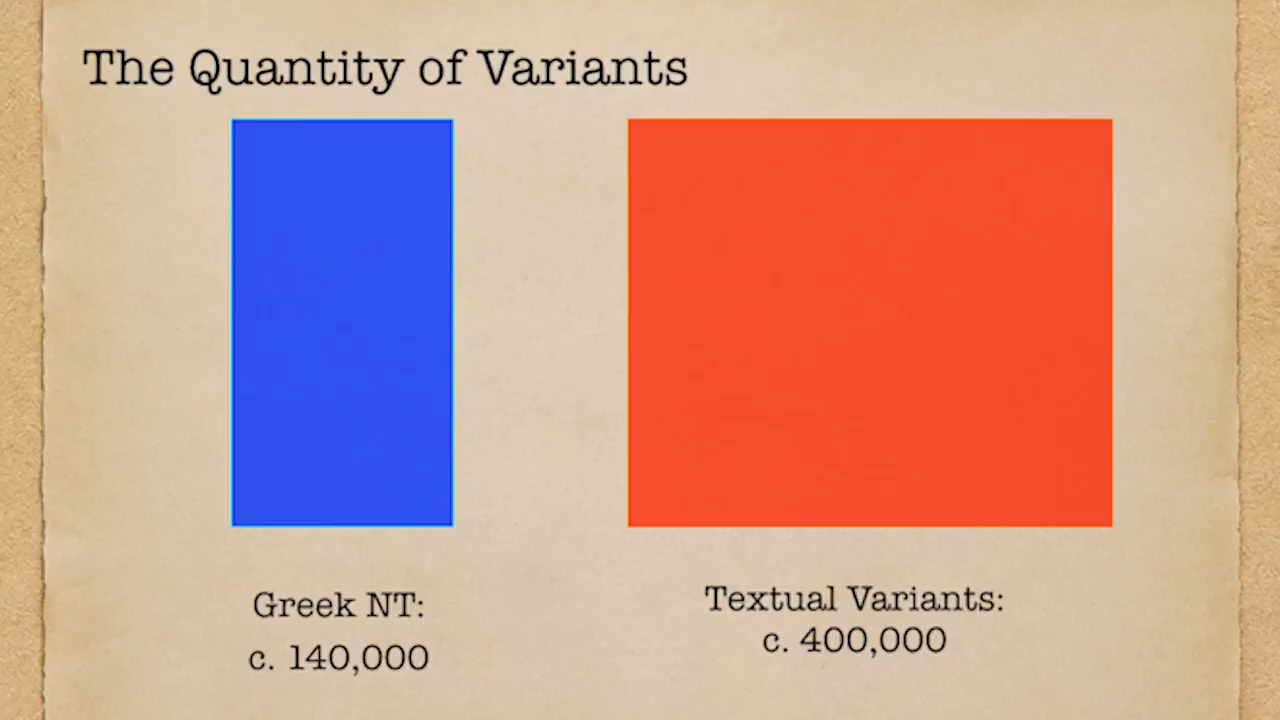 The Quantity of Variants
Greek NT:
c. 140,000
Textual Variants:
c. 400,000